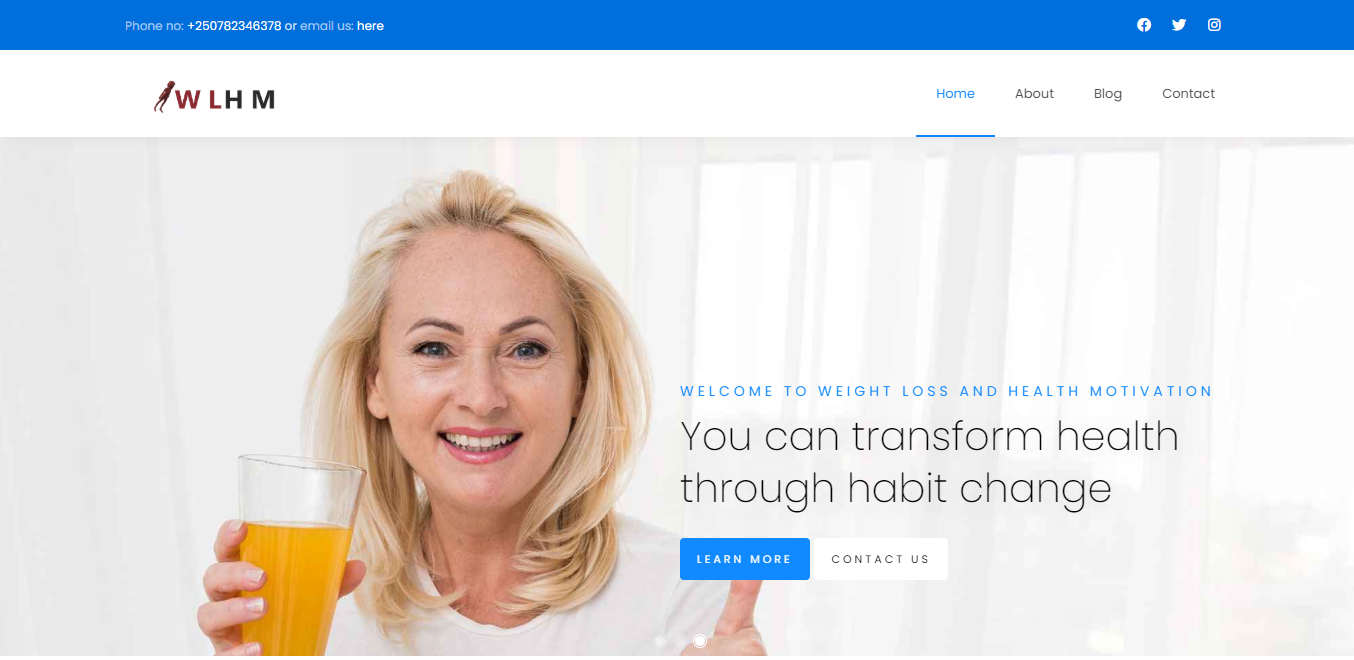 Phone no: +250782346378 or email us: here
W L H M
Home About Blog Contact
WELCOME TO WEIGHT LOSS AND HEALTH MOTIVATION
You can transform health
through habit change
LEARN MORE CONTACT US